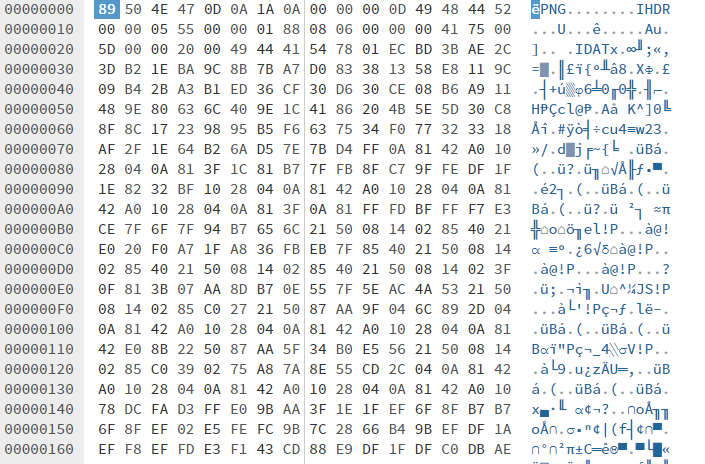 00000000 89 50 4E 47 0D 0A 1A 0A 00 00 00 0D 49 48 44 52 ëPNG........IHDR
00000010 00 00 05 55 00 00 01 88 08 06 00 00 00 41 75 00 ...U...ê.....Au.
00000020 5D 00 00 20 00 49 44 41 54 78 01 EC BD 3B AE 2C ].. .IDATx.∞╜;«,
00000030 3D B2 1E BA 9C 8B 7B A7 D0 83 38 13 58 E8 11 9C =▓.║£ï{º╨â8.XΦ.£
00000040 09 B4 2B A3 B1 ED 36 CF 30 D6 30 CE 08 B6 A9 11 .┤+ú▒φ6╧0╓0╬.╢⌐.
00000050 48 9E 80 63 6C 40 9E 1C 41 86 20 4B 5E 5D 30 C8 H₧Çcl@₧.Aå K^]0╚
00000060 8F 8C 17 23 98 95 B5 F6 63 75 34 F0 77 32 33 18 Åî.#ÿò╡÷cu4≡w23.
00000070 AF 2F 1E 64 B2 6A D5 7E 7B D4 FF 0A 81 42 A0 10 »/.d▓j╒~{╘ .üBá.
00000080 28 04 0A 81 3F 1C 81 B7 7F FB 8F C7 9F FE DF 1F (..ü?.ü╖⌂√Å╟ƒ■▀.
00000090 1E 82 32 BF 10 28 04 0A 81 42 A0 10 28 04 0A 81 .é2┐.(..üBá.(..ü
000000A0 42 A0 10 28 04 0A 81 3F 0A 81 FF FD BF FF F7 E3 Bá.(..ü?.ü ²┐ ≈π
000000B0 CE 7F 6F 7F 94 B7 65 6C 21 50 08 14 02 85 40 21 ╬⌂o⌂ö╖el!P...à@!
000000C0 E0 20 F0 A7 1F A8 36 FB EB 7F 85 40 21 50 08 14 α ≡º.¿6√δ⌂à@!P..
000000D0 02 85 40 21 50 08 14 02 85 40 21 50 08 14 02 3F .à@!P...à@!P...?
000000E0 0F 81 3B 07 AA 8D B7 0E 55 7F 5E AC 4A 53 21 50 .ü;.¬ì╖.U⌂^¼JS!P
000000F0 08 14 02 85 C0 27 21 50 87 AA 9F 04 6C 89 2D 04 ...à└'!Pç¬ƒ.lë-.
00000100 0A 81 42 A0 10 28 04 0A 81 42 A0 10 28 04 0A 81 .üBá.(..üBá.(..ü
00000110 42 E0 8B 22 50 87 AA 5F 34 B0 E5 56 21 50 08 14 Bαï"Pç¬_4░σV!P..
00000120 02 85 C0 39 02 75 A8 7A 8E 55 CD 2C 04 0A 81 42 .à└9.u¿zÄU═,..üB
00000130 A0 10 28 04 0A 81 42 A0 10 28 04 0A 81 42 A0 10 á.(..üBá.(..üBá.
00000140 78 DC FA D3 FF E0 9B AA 3F 1E 1F EF 6F 8F B7 B7 x▄·╙ α¢¬?..∩oÅ╖╖
00000150 6F 8F EF 02 E5 FE FC 9B 7C 28 66 B4 9B EF DF 1A oÅ∩.σ■ⁿ¢|(f┤¢∩▀.
00000160 EF F8 EF FD E3 F1 43 CD 88 E9 DF 1F DF C0 DB AE ∩°∩²π±C═êΘ▀.▀└█«